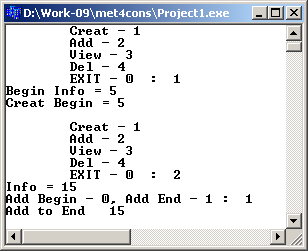 D:\Work-09\met4cons\Project1.exe
Creat - 1
Add - 2
View - 3
Del - 4
EXIT - 0  :  1
Begin Info = 5
Creat Begin = 5
Creat - 1
Add - 2
View - 3
Del - 4
EXIT - 0  :  2
Info = 15
Add Begin - 0, Add End - 1 :  1
Add to End   15